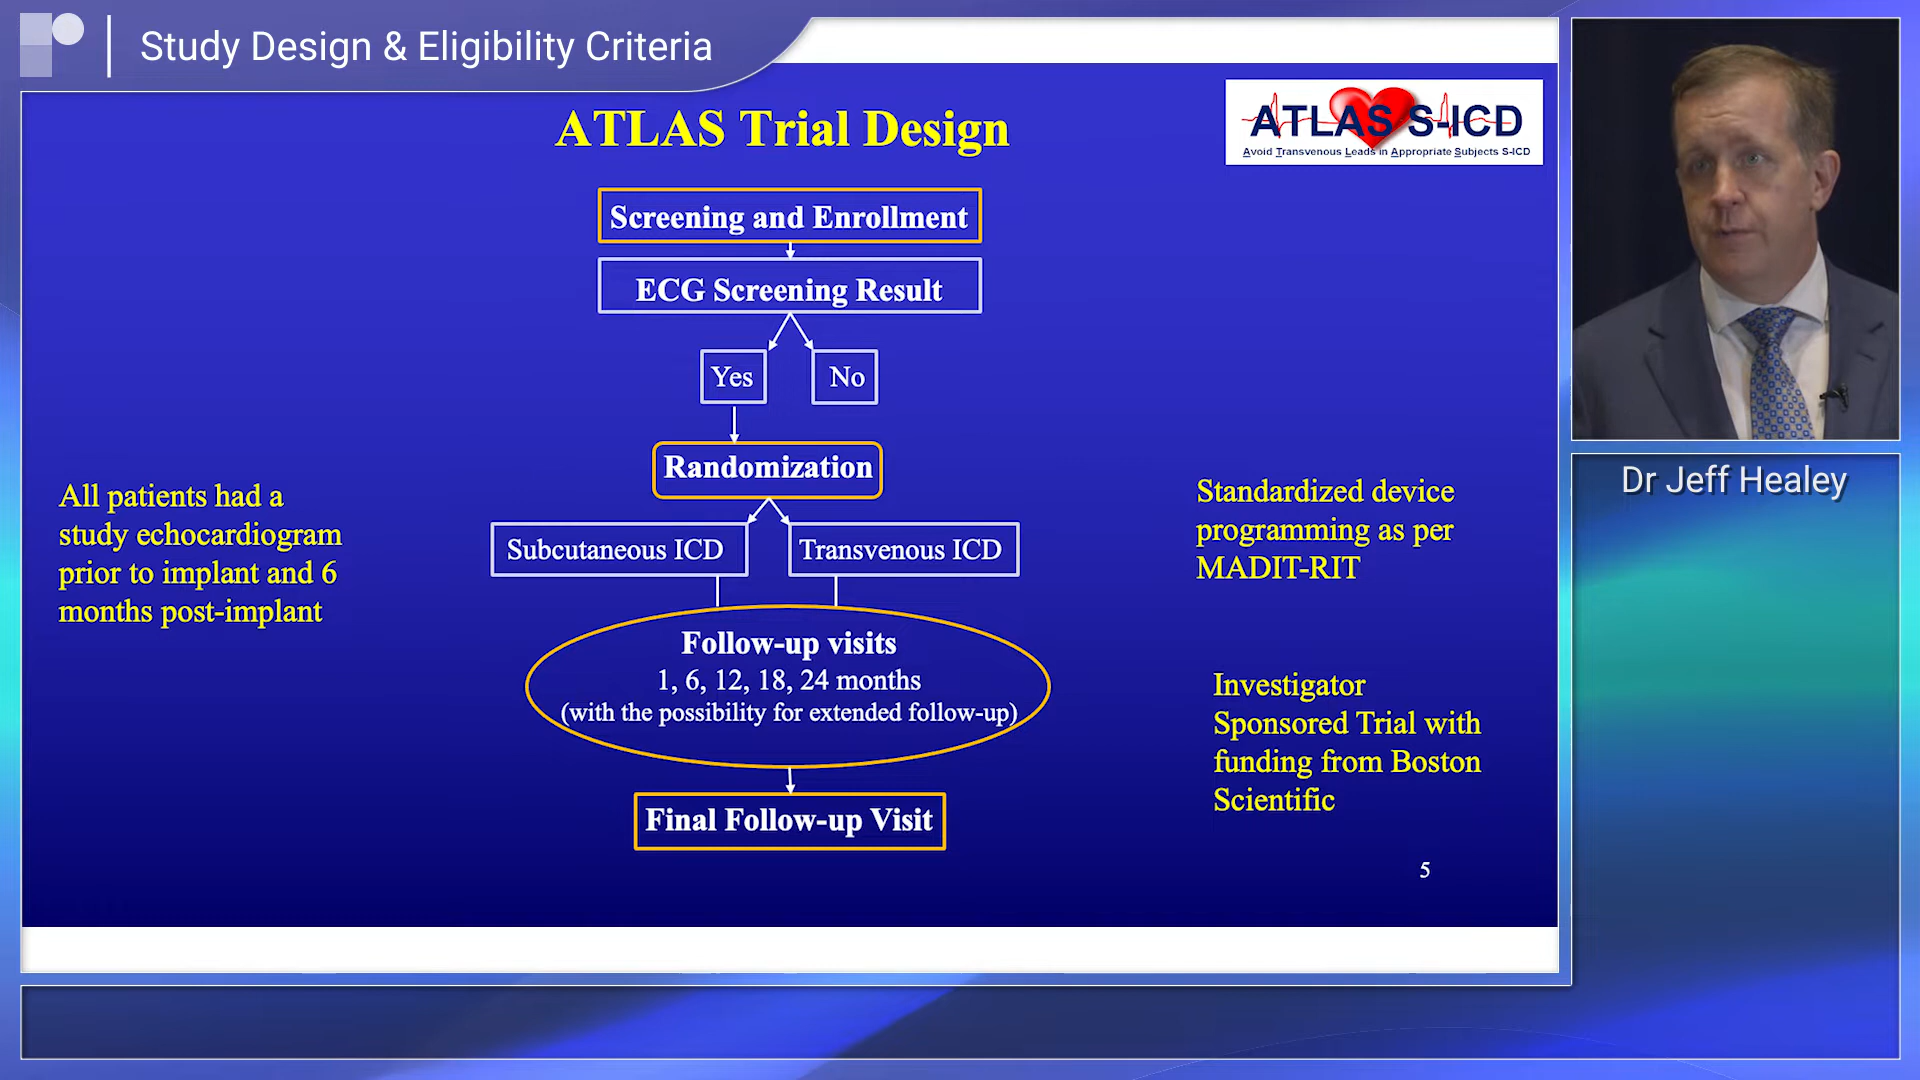 Study Design & Eligibility Criteria
ATLAS Trial Design
ATLAS S-ICD
Avoid Transvenous Leads in Appropriate Subjects S-ICD
Screening and Enrollment
ECG Screening Result
Yes
No
Randomization
Subcutaneous ICD
Transvenous ICD
Follow-up visits
1, 6, 12, 18, 24 months
(with the possibility for extended follow-up)
Final Follow-up Visit
All patients had a
study echocardiogram
prior to implant and 6
months post-implant
Standardized device
programming as per
MADIT-RIT
Investigator
Sponsored Trial with
funding from Boston
Scientific
5
Dr Jeff Healey